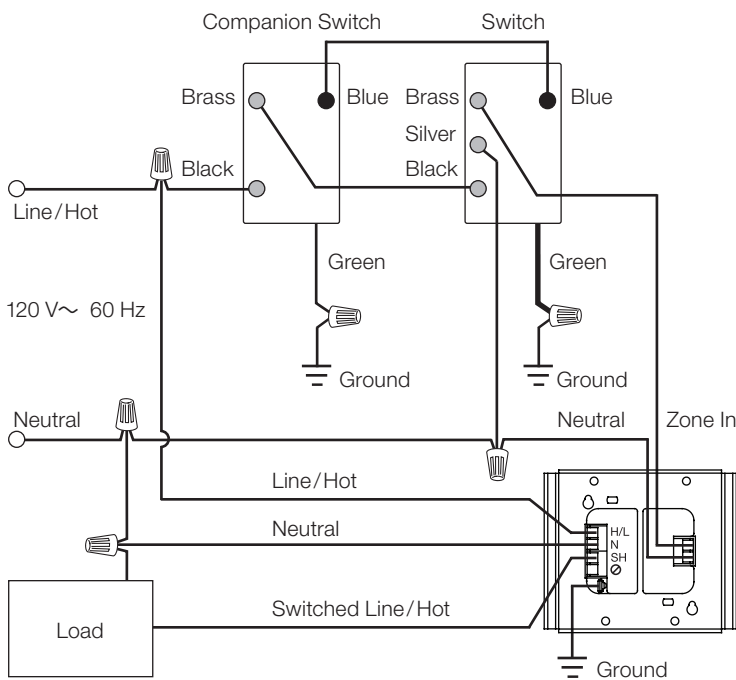 Companion Switch
Switch
Brass
Blue
Brass
Blue
Silver
Black
Black
Line/Hot
Green
Green
120 V~ 60 Hz
Ground
Ground
Neutral
Neutral
Zone In
Line/Hot
Neutral
H/L
N
SH
Switched Line/Hot
Load
Ground